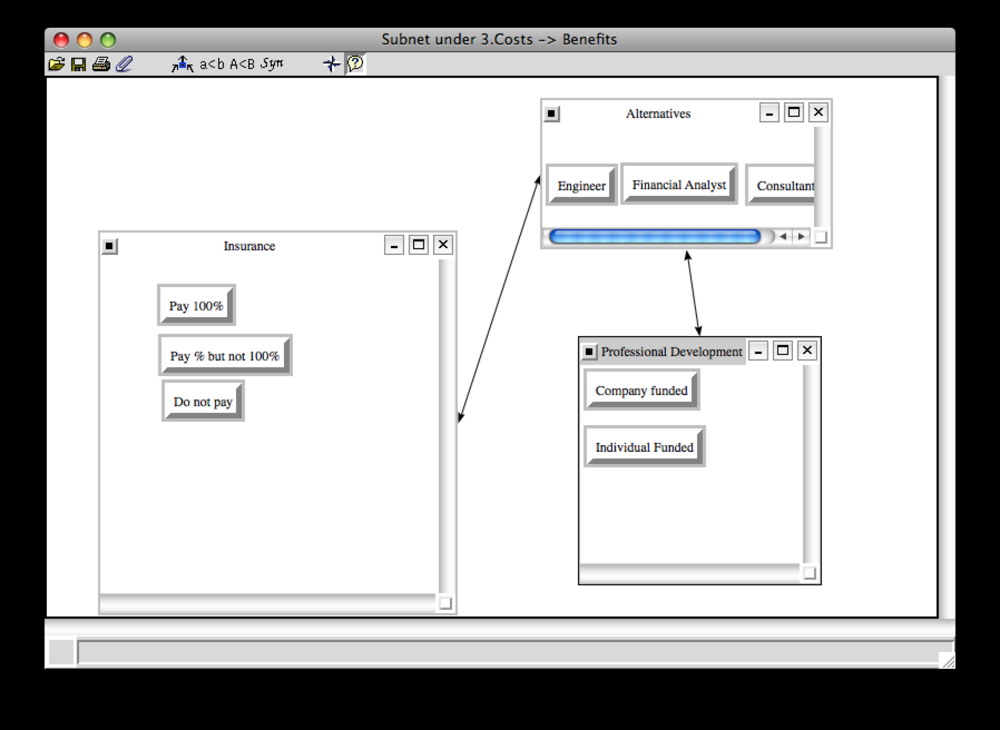 Subnet under 3.Costs -> Benefits
a<b A<B Syn
Alternatives
Engineer
Financial Analyst
Consultant
Insurance
Pay 100%
Pay % but not 100%
Do not pay
Professional Development
Company funded
Individual Funded